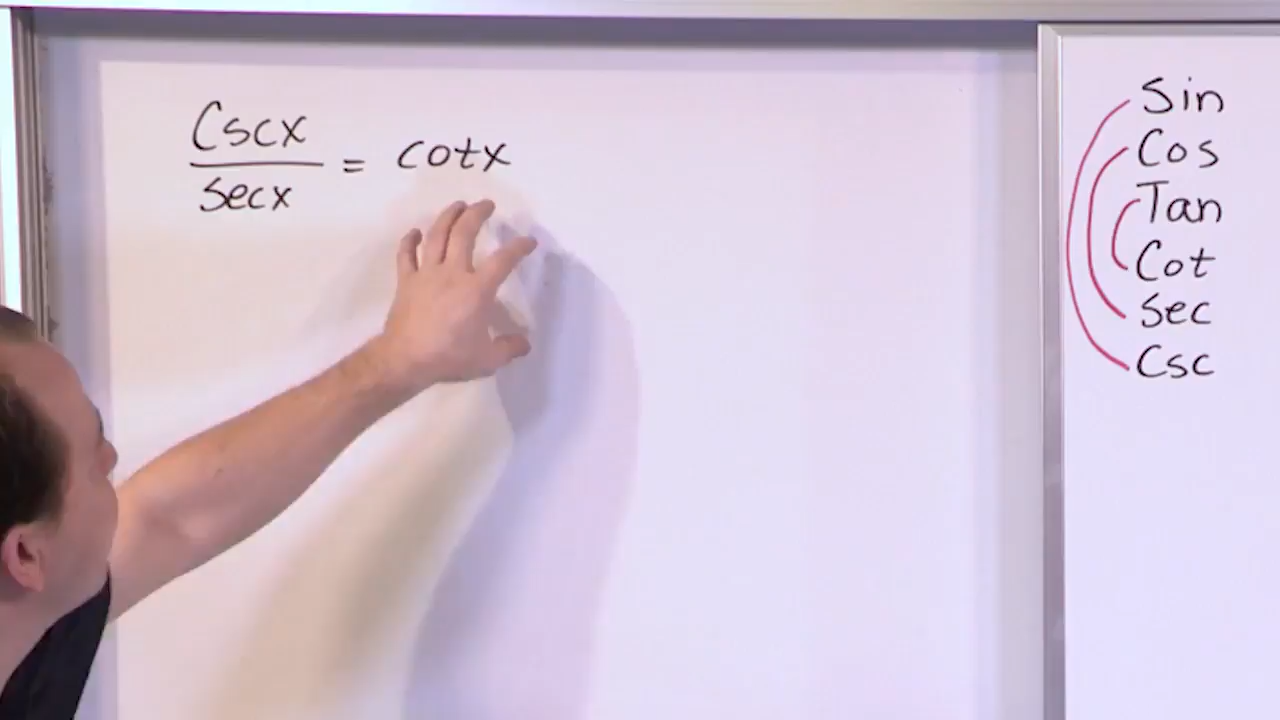 Cscx
secx
= cotx
Sin
Cos
Tan
Cot
Sec
Csc